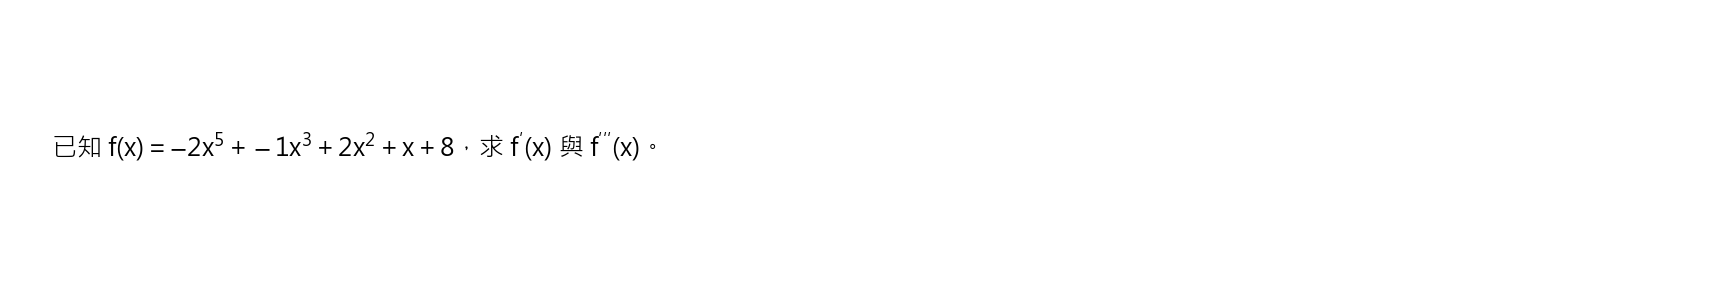 已知 f(x) = –2x⁵ + – 1x³ + 2x² + x + 8，求 f′(x) 與 f′′′(x)。